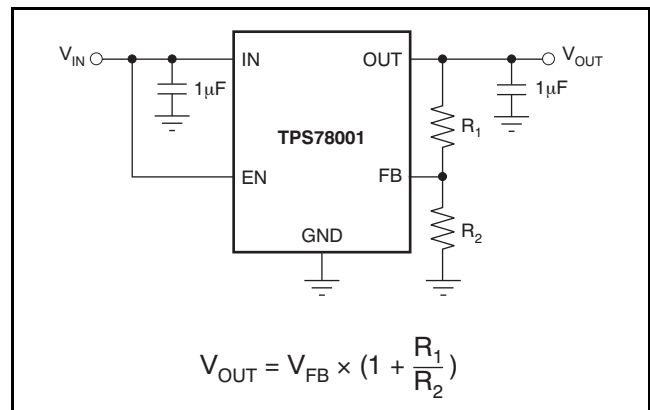 V_IN
IN
OUT
V_OUT
1μF
1μF
R_1
TPS78001
EN
FB
R_2
GND
V_OUT = V_FB × (1 + R_1/R_2)